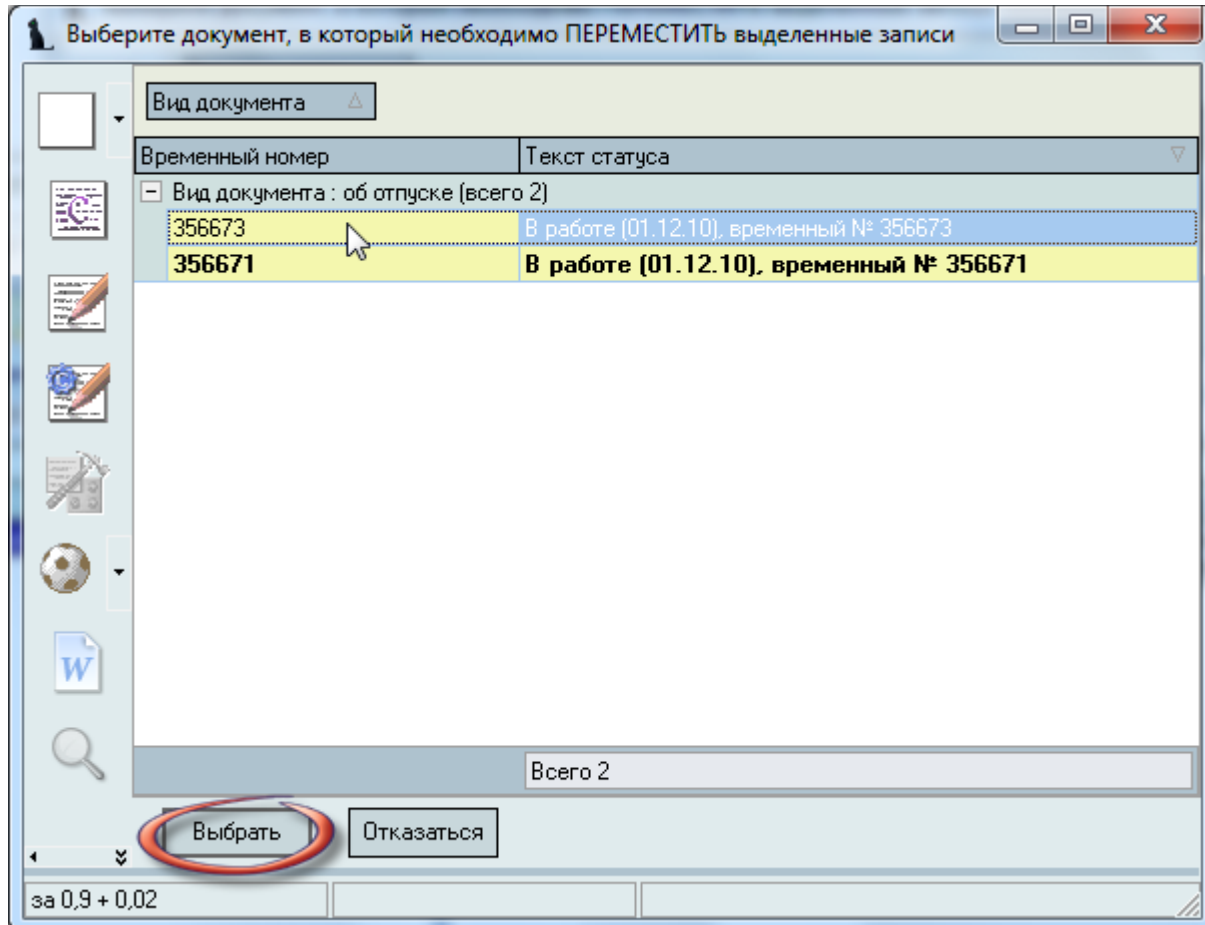 Выберите документ, в который необходимо ПЕРЕМЕСТИТЬ выделенные записи
Вид документа
Временный номер Текст статуса
Вид документа : об отпуске (всего 2)
356673 В работе (01.12.10), временный № 356673
356671 В работе (01.12.10), временный № 356671
Всего 2
Выбрать Отказаться
за 0,9 + 0,02